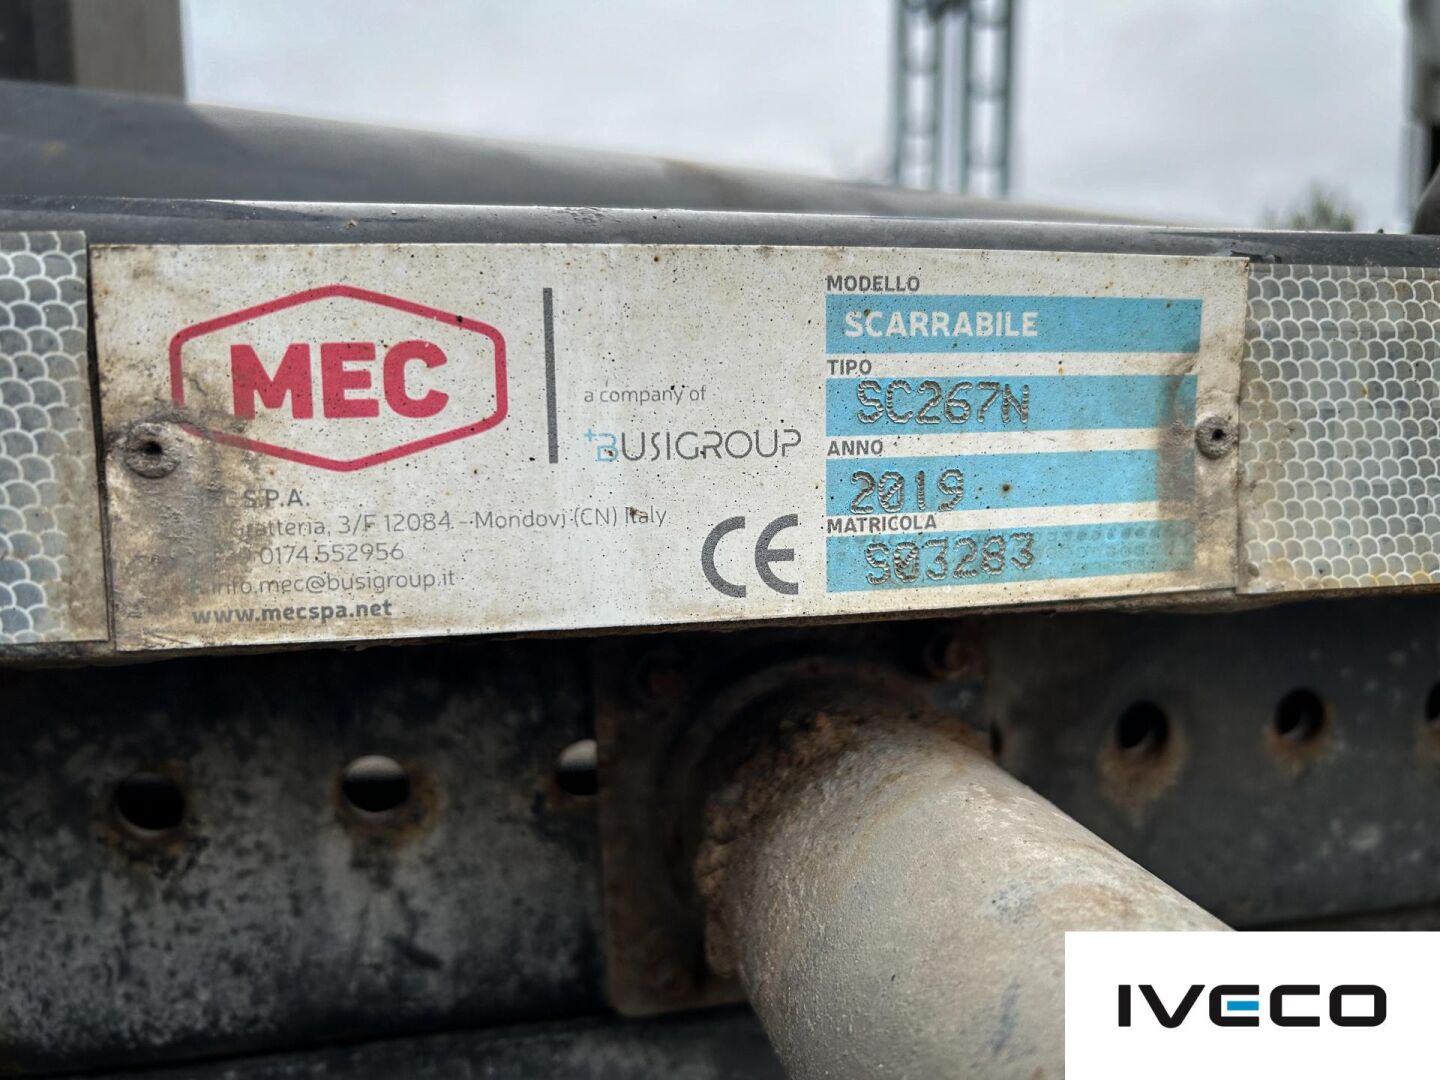 MEC
a company of
BUSIGROUP
S.P.A.
3/F 12084 - Mondovì (CN) Italy
0174 552956
info.mec@busigroup.it
www.mecspa.net
CE
MODELLO
SCARRABILE
TIPO
SC267N
ANNO
2019
MATRICOLA
S03283
IVECO